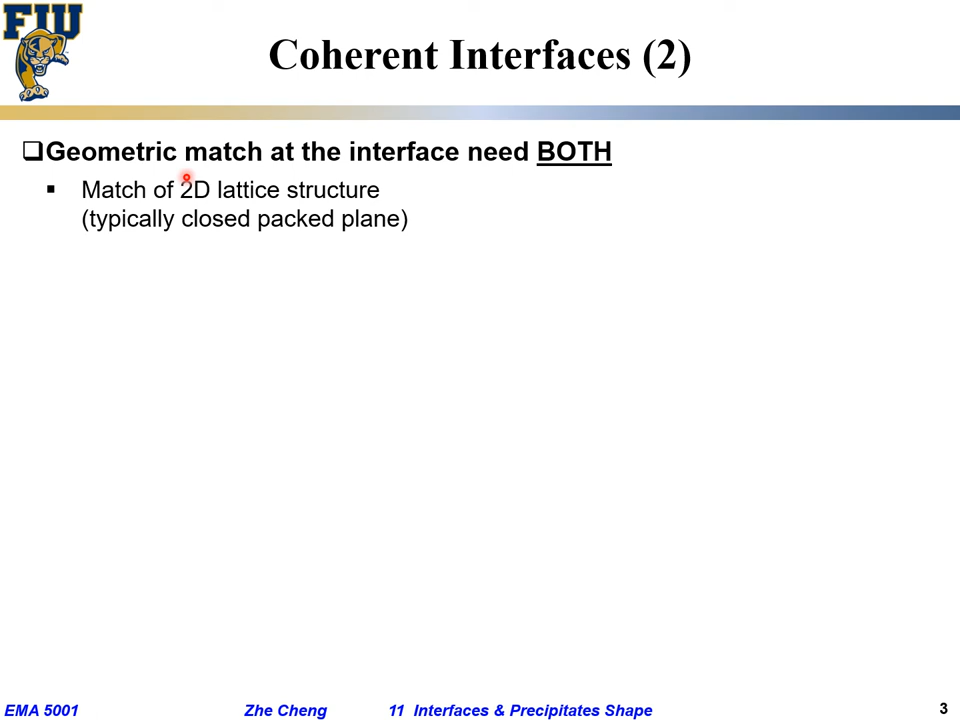 FIU
Coherent Interfaces (2)
Geometric match at the interface need BOTH
Match of 2D lattice structure
(typically closed packed plane)
EMA 5001 Zhe Cheng 11 Interfaces & Precipitates Shape 3